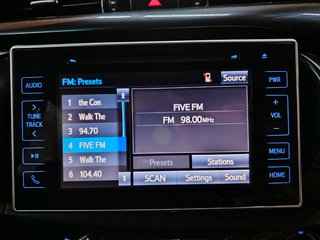 AUDIO
FM: Presets
Source
PWR
1 the Con
2 Walk The
3 94.70
4 FIVE FM
5 Walk The
6 104.40
FIVE FM
FM 98.00MHz
Presets
Stations
SCAN
Settings
Sound
TUNE
TRACK
+
VOL
-
MENU
HOME